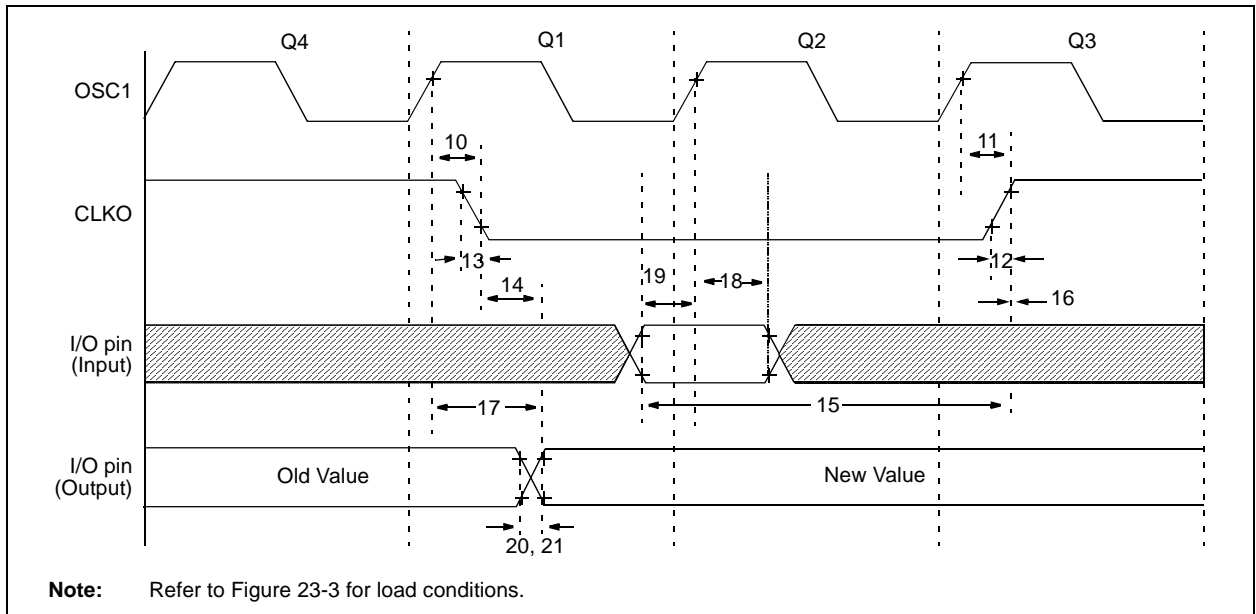 Q4 Q1 Q2 Q3
OSC1
10
11
CLKO
13
12
14
19
18
16
I/O pin
(Input)
17
15
I/O pin
(Output)
Old Value
New Value
20, 21
Note: Refer to Figure 23-3 for load conditions.